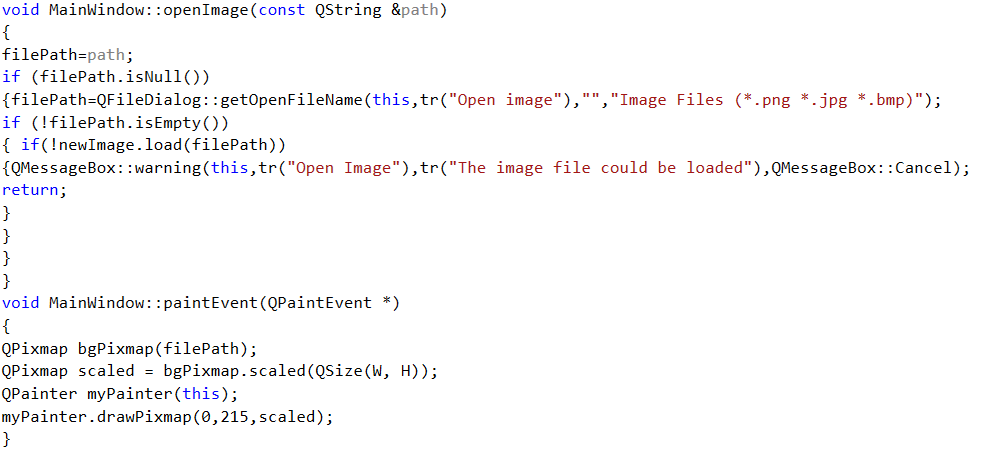 void MainWindow::openImage(const QString &path)
{
filePath=path;
if (filePath.isNull())
{filePath=QFileDialog::getOpenFileName(this,tr("Open image"),"","Image Files (*.png *.jpg *.bmp)");
if (!filePath.isEmpty())
{ if(!newImage.load(filePath))
{QMessageBox::warning(this,tr("Open Image"),tr("The image file could be loaded"),QMessageBox::Cancel);
return;
}
}
}
}
void MainWindow::paintEvent(QPaintEvent *)
{
QPixmap bgPixmap(filePath);
QPixmap scaled = bgPixmap.scaled(QSize(W, H));
QPainter myPainter(this);
myPainter.drawPixmap(0,215,scaled);
}